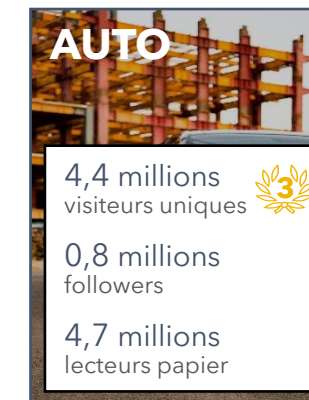 AUTO
4,4 millions
visiteurs uniques
3
0,8 millions
followers
4,7 millions
lecteurs papier